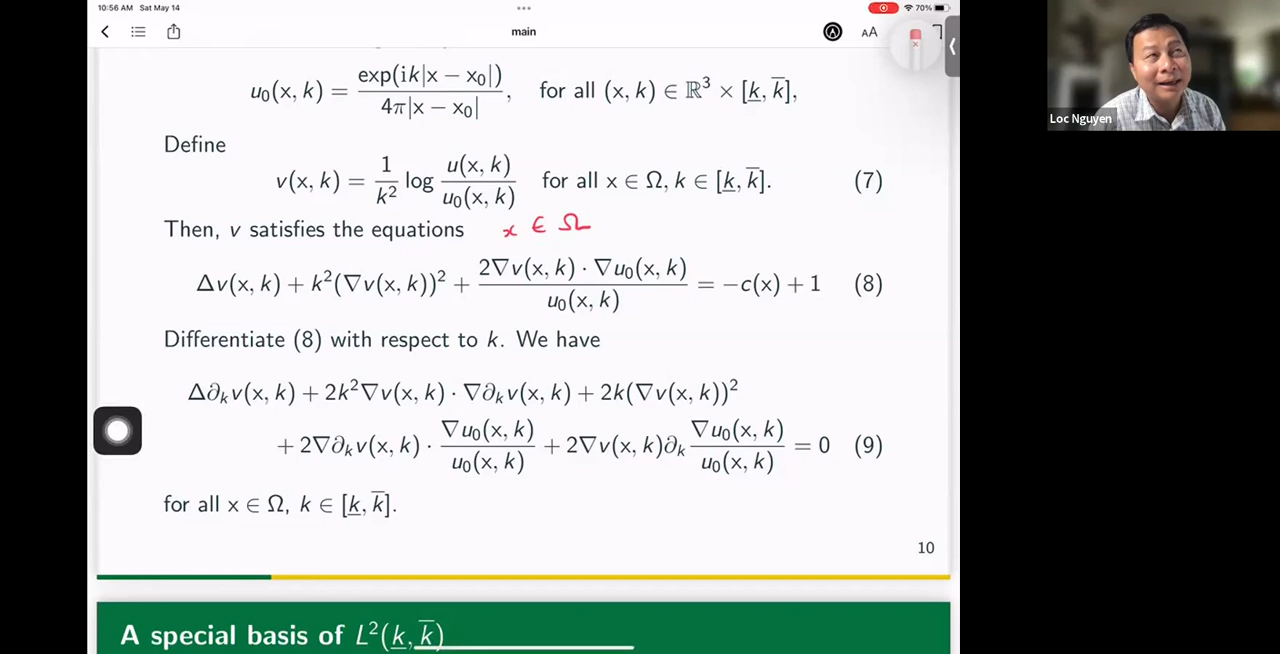 10:56 AM Sat May 14
70%
main
AA
u₀(x, k) = exp(ik|x − x₀|) / 4π|x − x₀| , for all (x, k) ∈ ℝ³ × [k̲, k̄],
Loc Nguyen
Define
v(x, k) = 1/k² log u(x, k) / u₀(x, k) for all x ∈ Ω, k ∈ [k̲, k̄]. (7)
Then, v satisfies the equations x ∈ Ω
Δv(x, k) + k²(∇v(x, k))² + 2∇v(x, k) · ∇u₀(x, k) / u₀(x, k) = −c(x) + 1 (8)
Differentiate (8) with respect to k. We have
Δ∂ₖv(x, k) + 2k²∇v(x, k) · ∇∂ₖv(x, k) + 2k(∇v(x, k))²
+ 2∇∂ₖv(x, k) · ∇u₀(x, k) / u₀(x, k) + 2∇v(x, k)∂ₖ ∇u₀(x, k) / u₀(x, k) = 0 (9)
for all x ∈ Ω, k ∈ [k̲, k̄].
10
A special basis of L²(k̲, k̄)